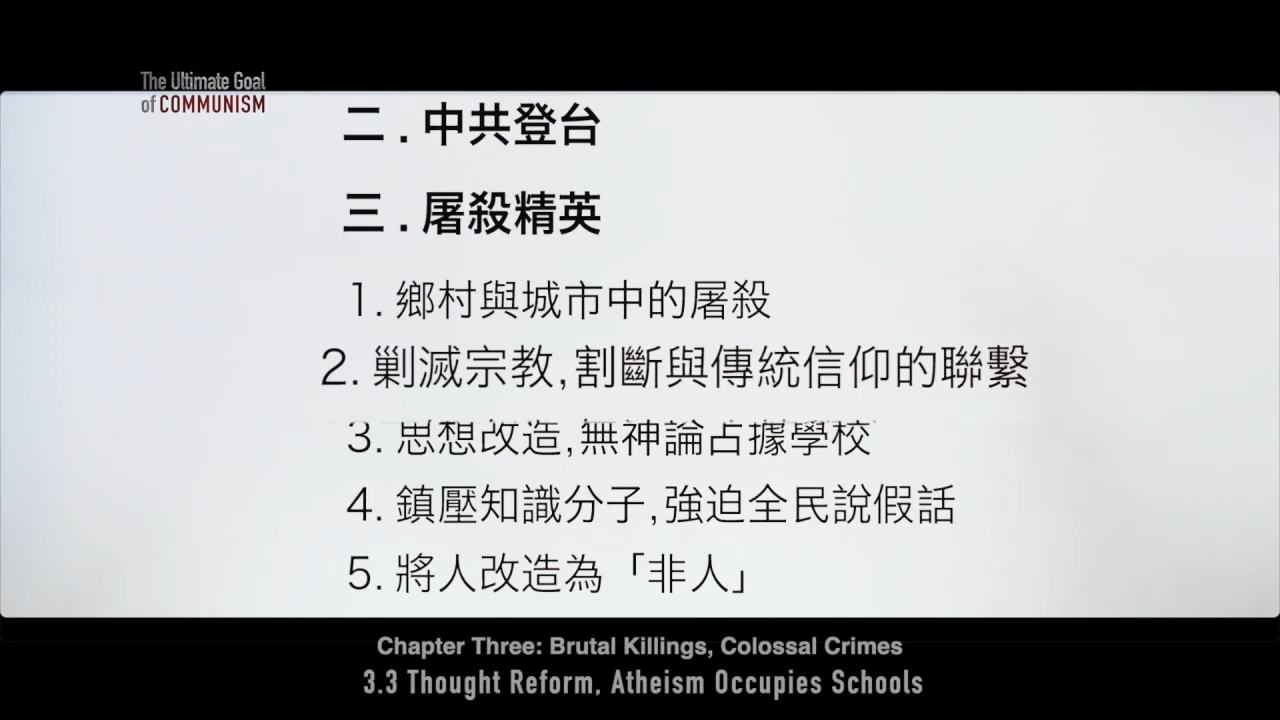 The Ultimate Goal
of COMMUNISM
二 . 中共登台
三 . 屠殺精英
1. 鄉村與城市中的屠殺
2. 剿滅宗教,割斷與傳統信仰的聯繫
3. 思想改造,無神論占據學校
4. 鎮壓知識分子,強迫全民說假話
5. 將人改造為「非人」
Chapter Three: Brutal Killings, Colossal Crimes
3.3 Thought Reform, Atheism Occupies Schools